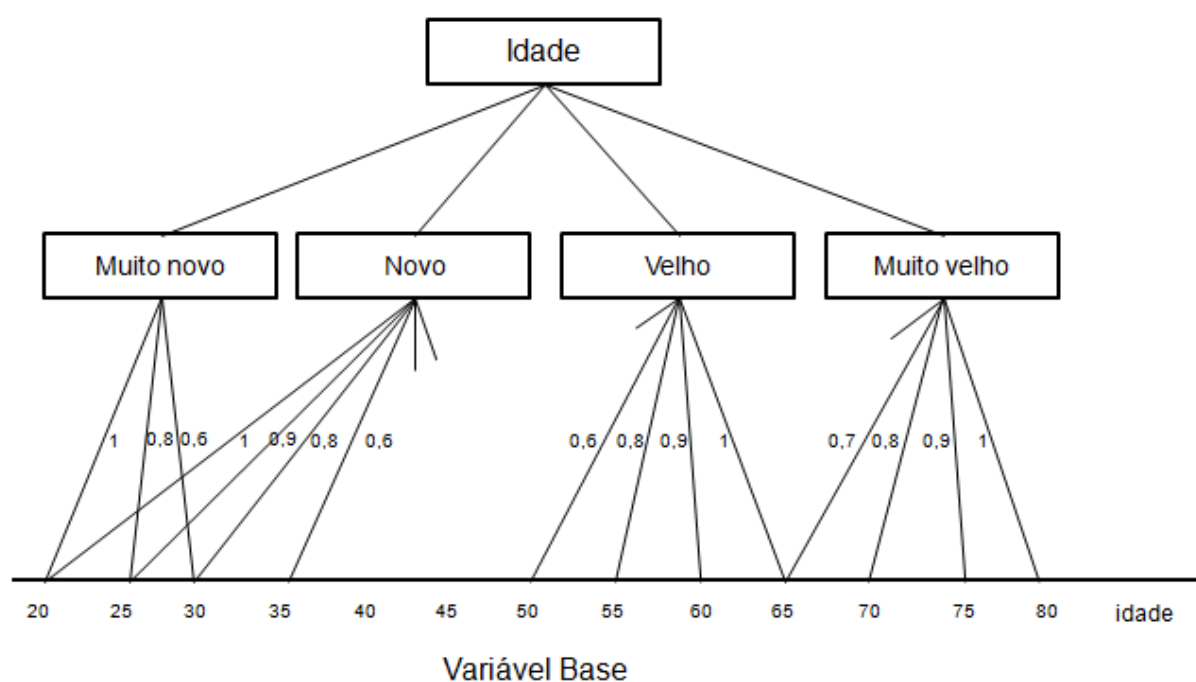 Idade
Muito novo Novo Velho Muito velho
1 0,8 0,6 1 0,9 0,8 0,6 0,6 0,8 0,9 1 0,7 0,8 0,9 1
20 25 30 35 40 45 50 55 60 65 70 75 80 idade
Variável Base